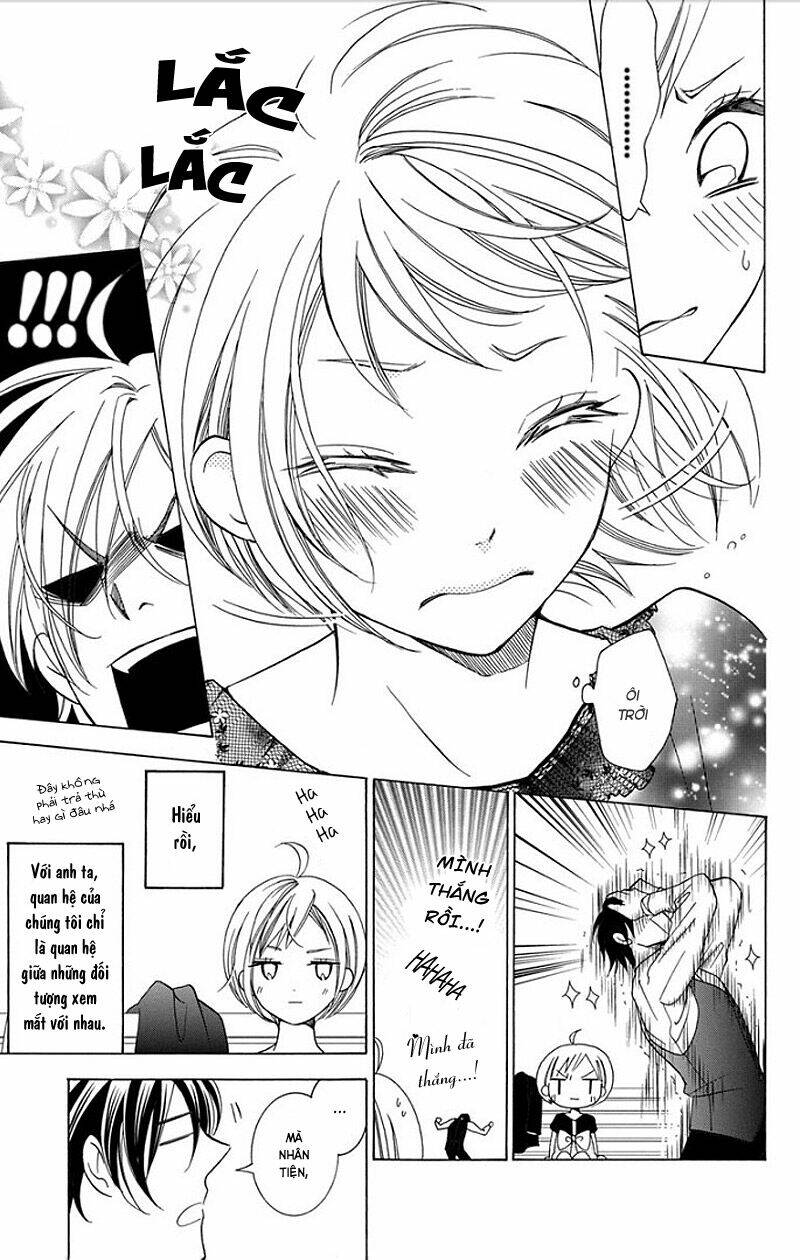 .........
LẮC
LẮC
!!!
ÔI
TRỜI
MÌNH
THẮNG
RỒI...!
HAHAHA
Mình đã
thắng...!
HA
HA
HA
Hiểu
rồi,
Đây không
phải trả thù
hay gì đâu nhá
Với anh ta,
quan hệ của
chúng tôi chỉ
là quan hệ
giữa những đối
tượng xem
mắt với nhau.
...
MÀ
NHÂN
TIỆN,